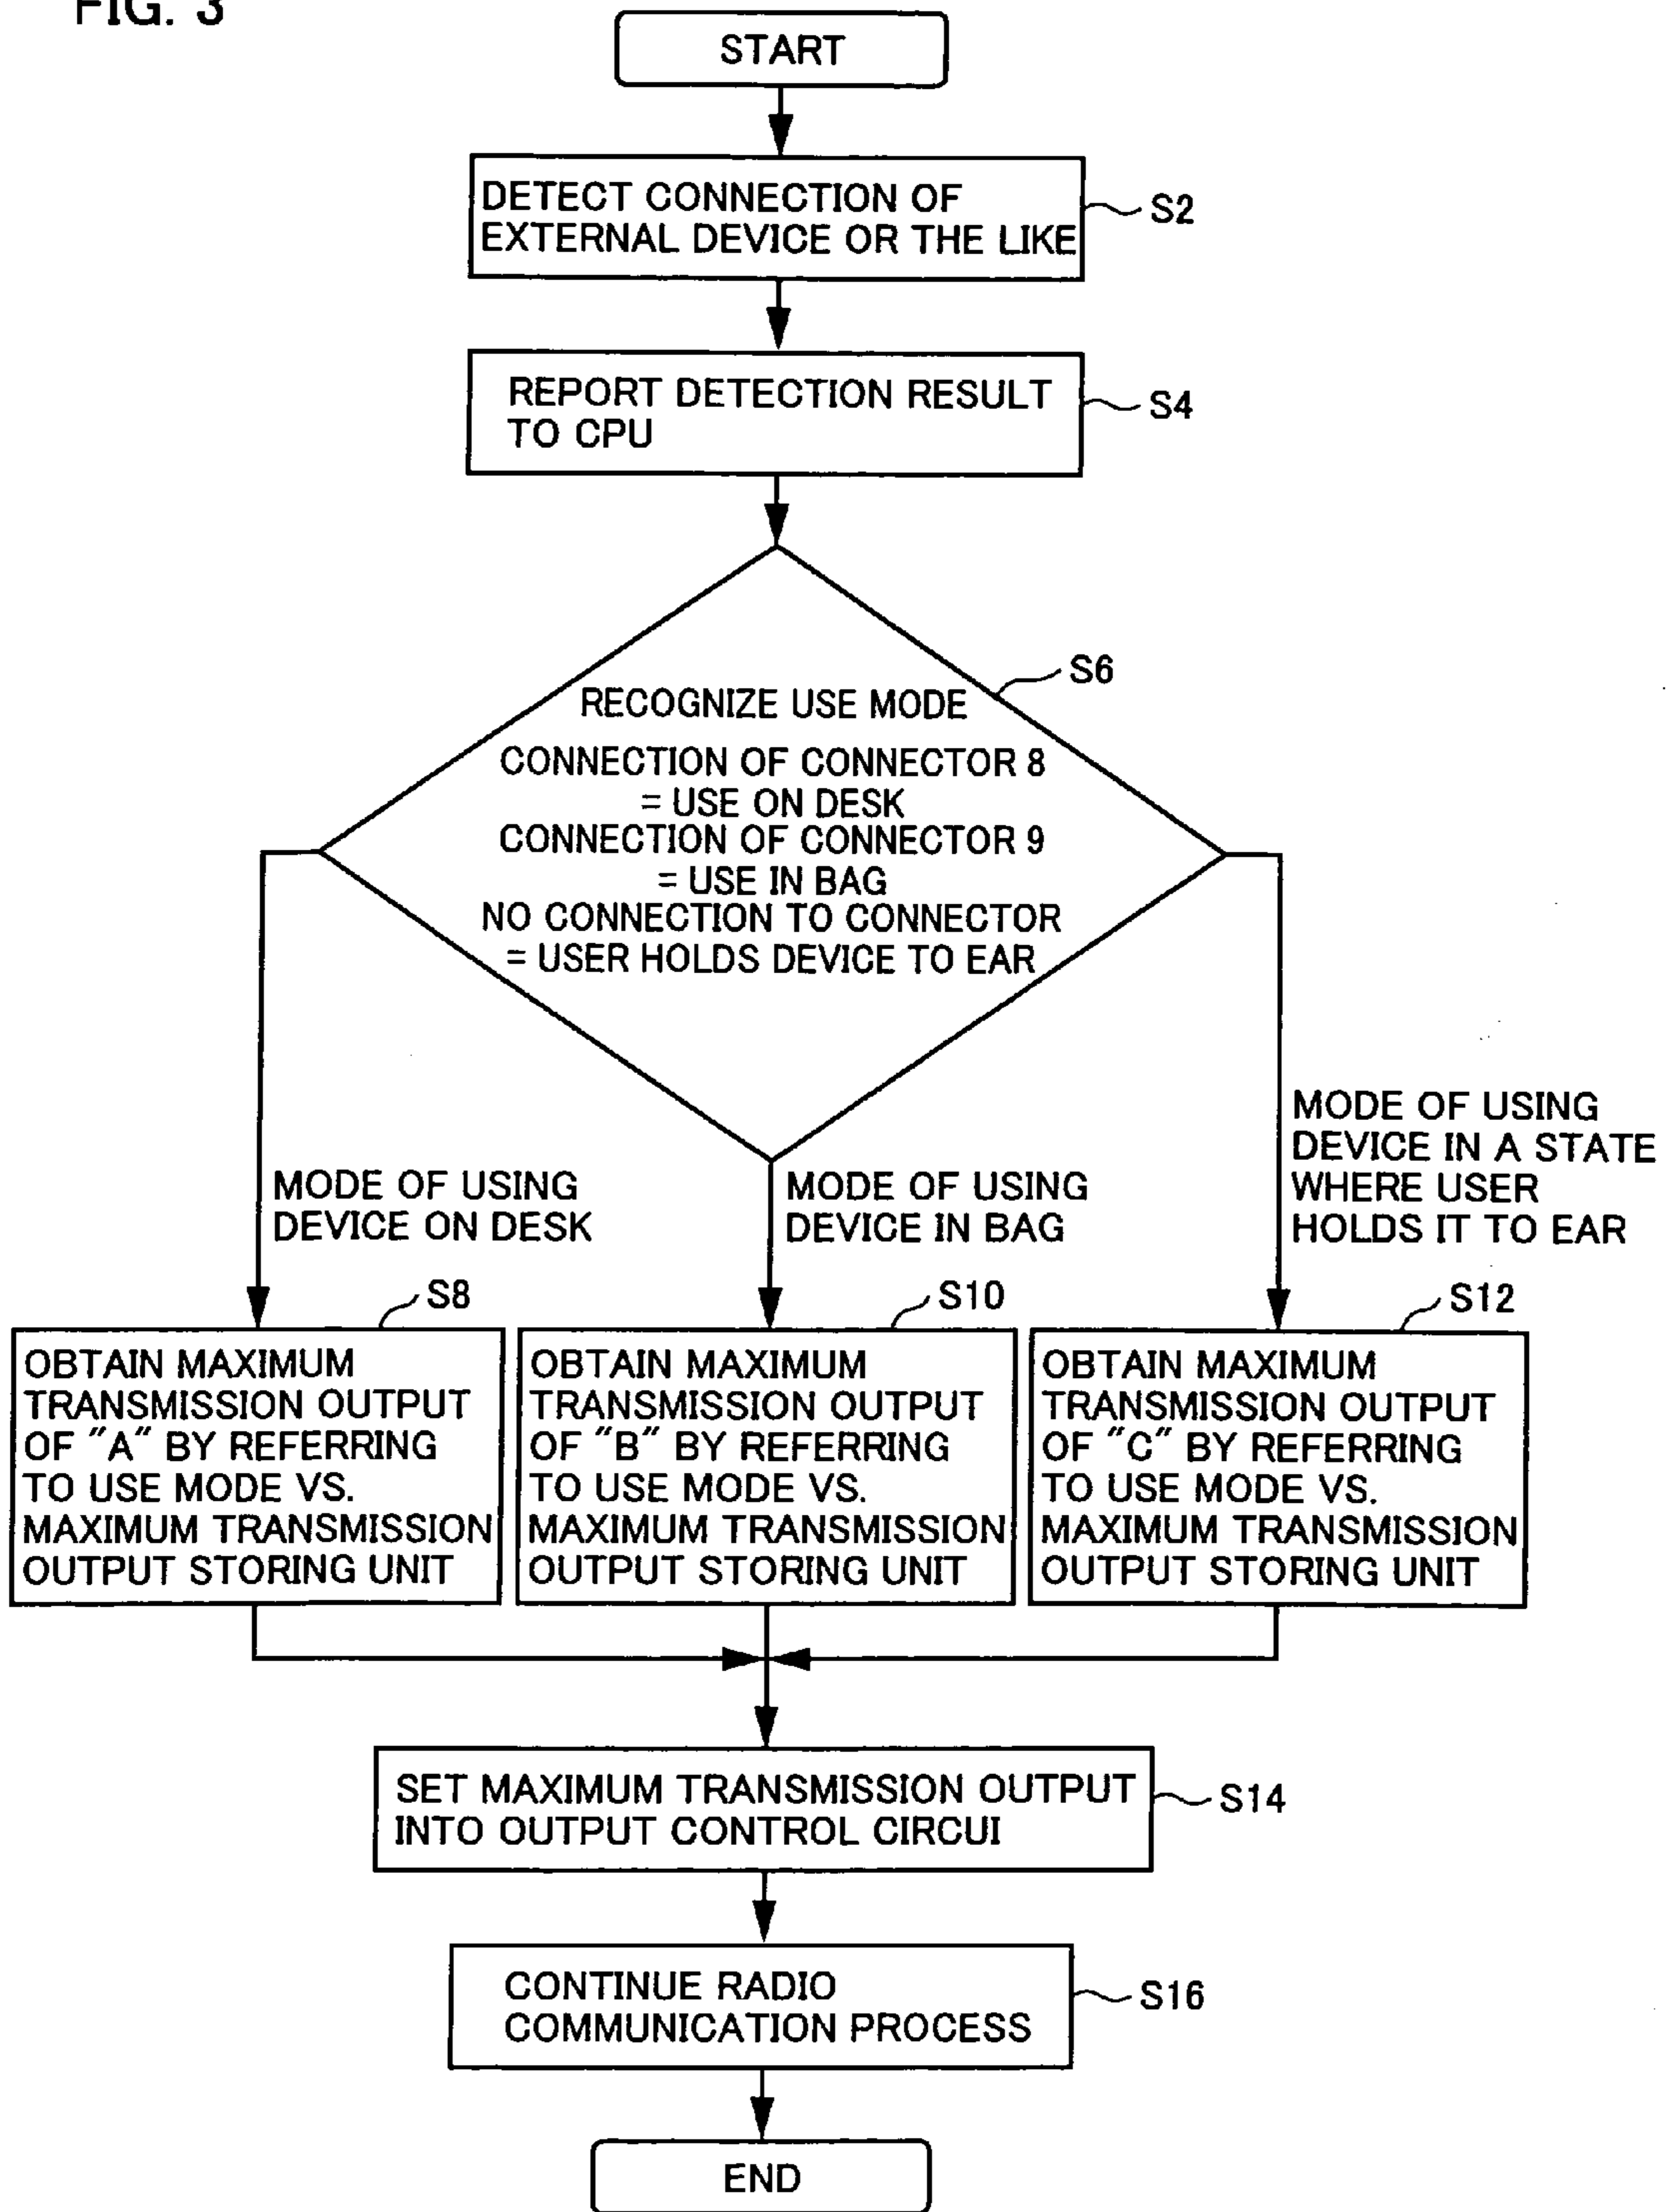 FIG. 3
START
DETECT CONNECTION OF
EXTERNAL DEVICE OR THE LIKE
S2
REPORT DETECTION RESULT
TO CPU
S4
S6
RECOGNIZE USE MODE
CONNECTION OF CONNECTOR 8
= USE ON DESK
CONNECTION OF CONNECTOR 9
= USE IN BAG
NO CONNECTION TO CONNECTOR
= USER HOLDS DEVICE TO EAR
MODE OF USING
DEVICE ON DESK
MODE OF USING
DEVICE IN BAG
MODE OF USING
DEVICE IN A STATE
WHERE USER
HOLDS IT TO EAR
S8
OBTAIN MAXIMUM
TRANSMISSION OUTPUT
OF "A" BY REFERRING
TO USE MODE VS.
MAXIMUM TRANSMISSION
OUTPUT STORING UNIT
S10
OBTAIN MAXIMUM
TRANSMISSION OUTPUT
OF "B" BY REFERRING
TO USE MODE VS.
MAXIMUM TRANSMISSION
OUTPUT STORING UNIT
S12
OBTAIN MAXIMUM
TRANSMISSION OUTPUT
OF "C" BY REFERRING
TO USE MODE VS.
MAXIMUM TRANSMISSION
OUTPUT STORING UNIT
SET MAXIMUM TRANSMISSION OUTPUT
INTO OUTPUT CONTROL CIRCUI
S14
CONTINUE RADIO
COMMUNICATION PROCESS
S16
END